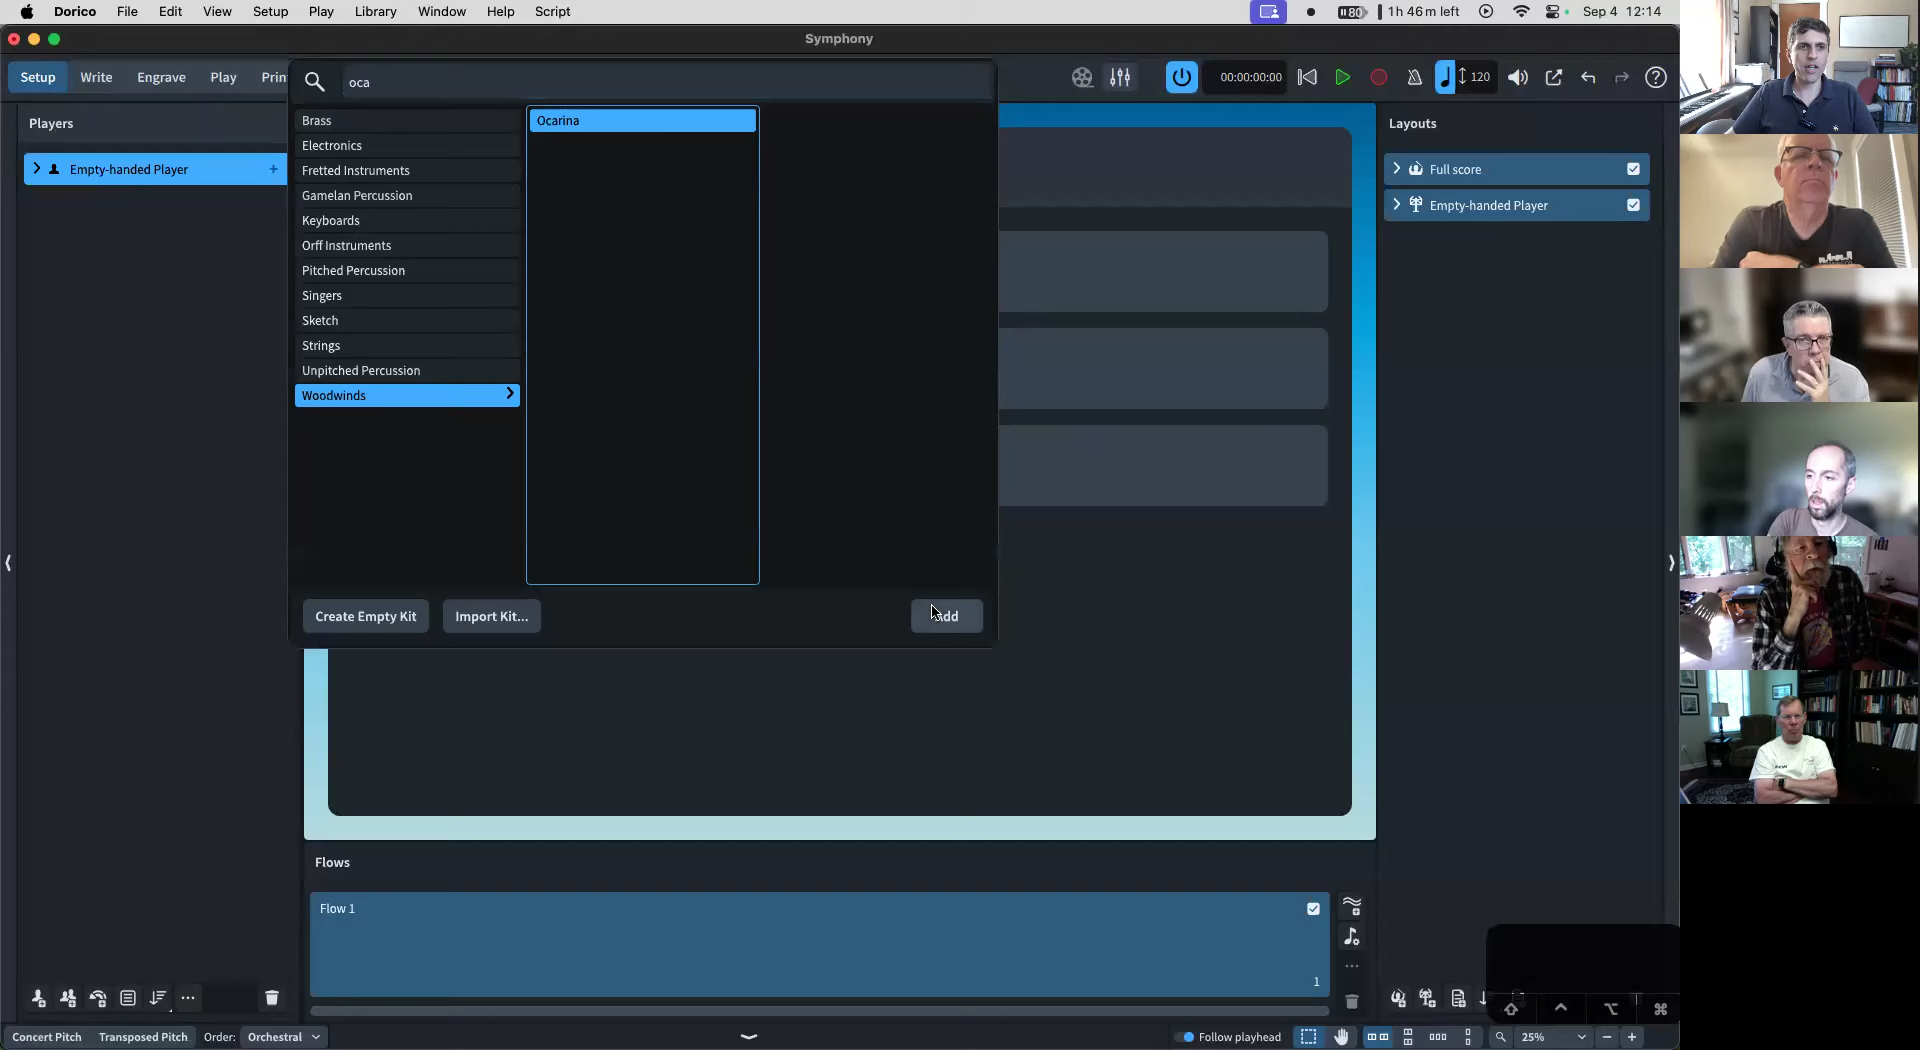 Dorico File Edit View Setup Play Library Window Help Script 80 1h 46m left Sep 4 12:14
Symphony
Setup Write Engrave Play Prin oca 00:00:00:00 120
Players
Brass
Electronics
Fretted Instruments
Gamelan Percussion
Keyboards
Orff Instruments
Pitched Percussion
Singers
Sketch
Strings
Unpitched Percussion
Woodwinds
Ocarina
Layouts
Empty-handed Player
Full score
Empty-handed Player
Create Empty Kit Import Kit...
Flows
Flow 1
1
Concert Pitch Transposed Pitch Order: Orchestral Follow playhead 25%